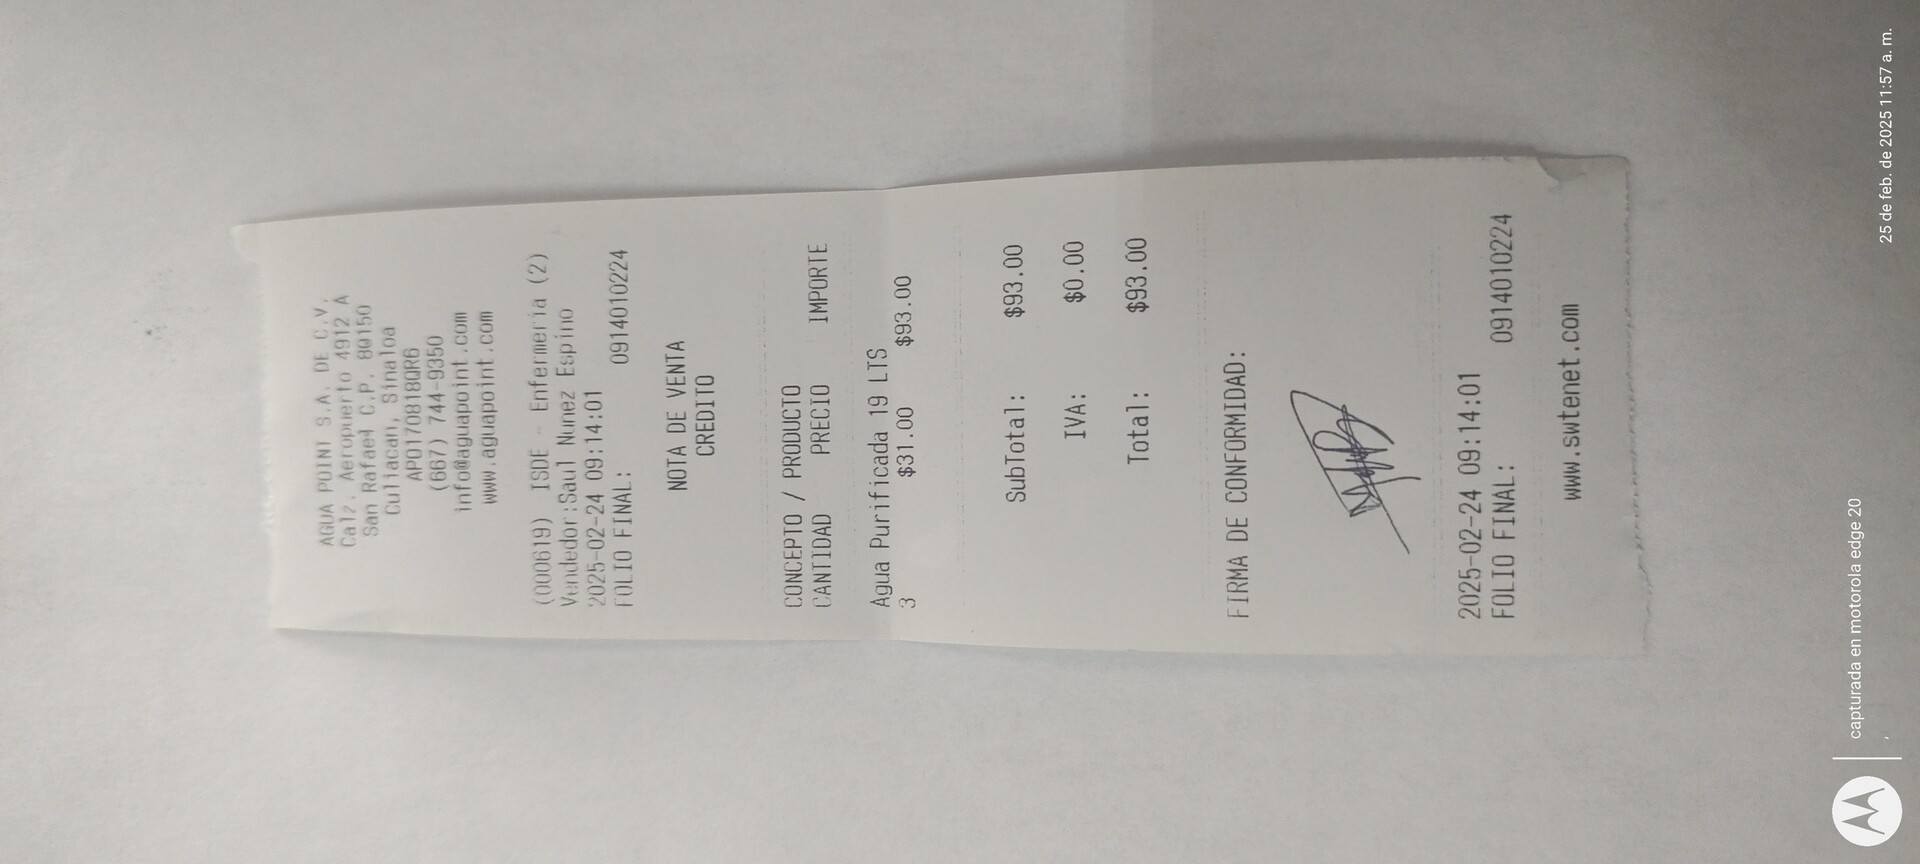 AGUA POINT S.A. DE C.V.
Calz. Aeropuerto 4912 A
San Rafael C.P. 80150
Culiacan, Sinaloa
APO170818QR6
(667) 744-9350
info@aguapoint.com
www.aguapoint.com
(000619) ISDE - Enfermeria (2)
Vendedor:Saul Nunez Espino
2025-02-24 09:14:01
FOLIO FINAL: 0914010224
NOTA DE VENTA
CREDITO
CONCEPTO / PRODUCTO
CANTIDAD PRECIO IMPORTE
Agua Purificada 19 LTS
3 $31.00 $93.00
SubTotal: $93.00
IVA: $0.00
Total: $93.00
FIRMA DE CONFORMIDAD:
2025-02-24 09:14:01
FOLIO FINAL: 0914010224
www.swtenet.com
capturada en motorola edge 20
25 de feb. de 2025 11:57 a. m.